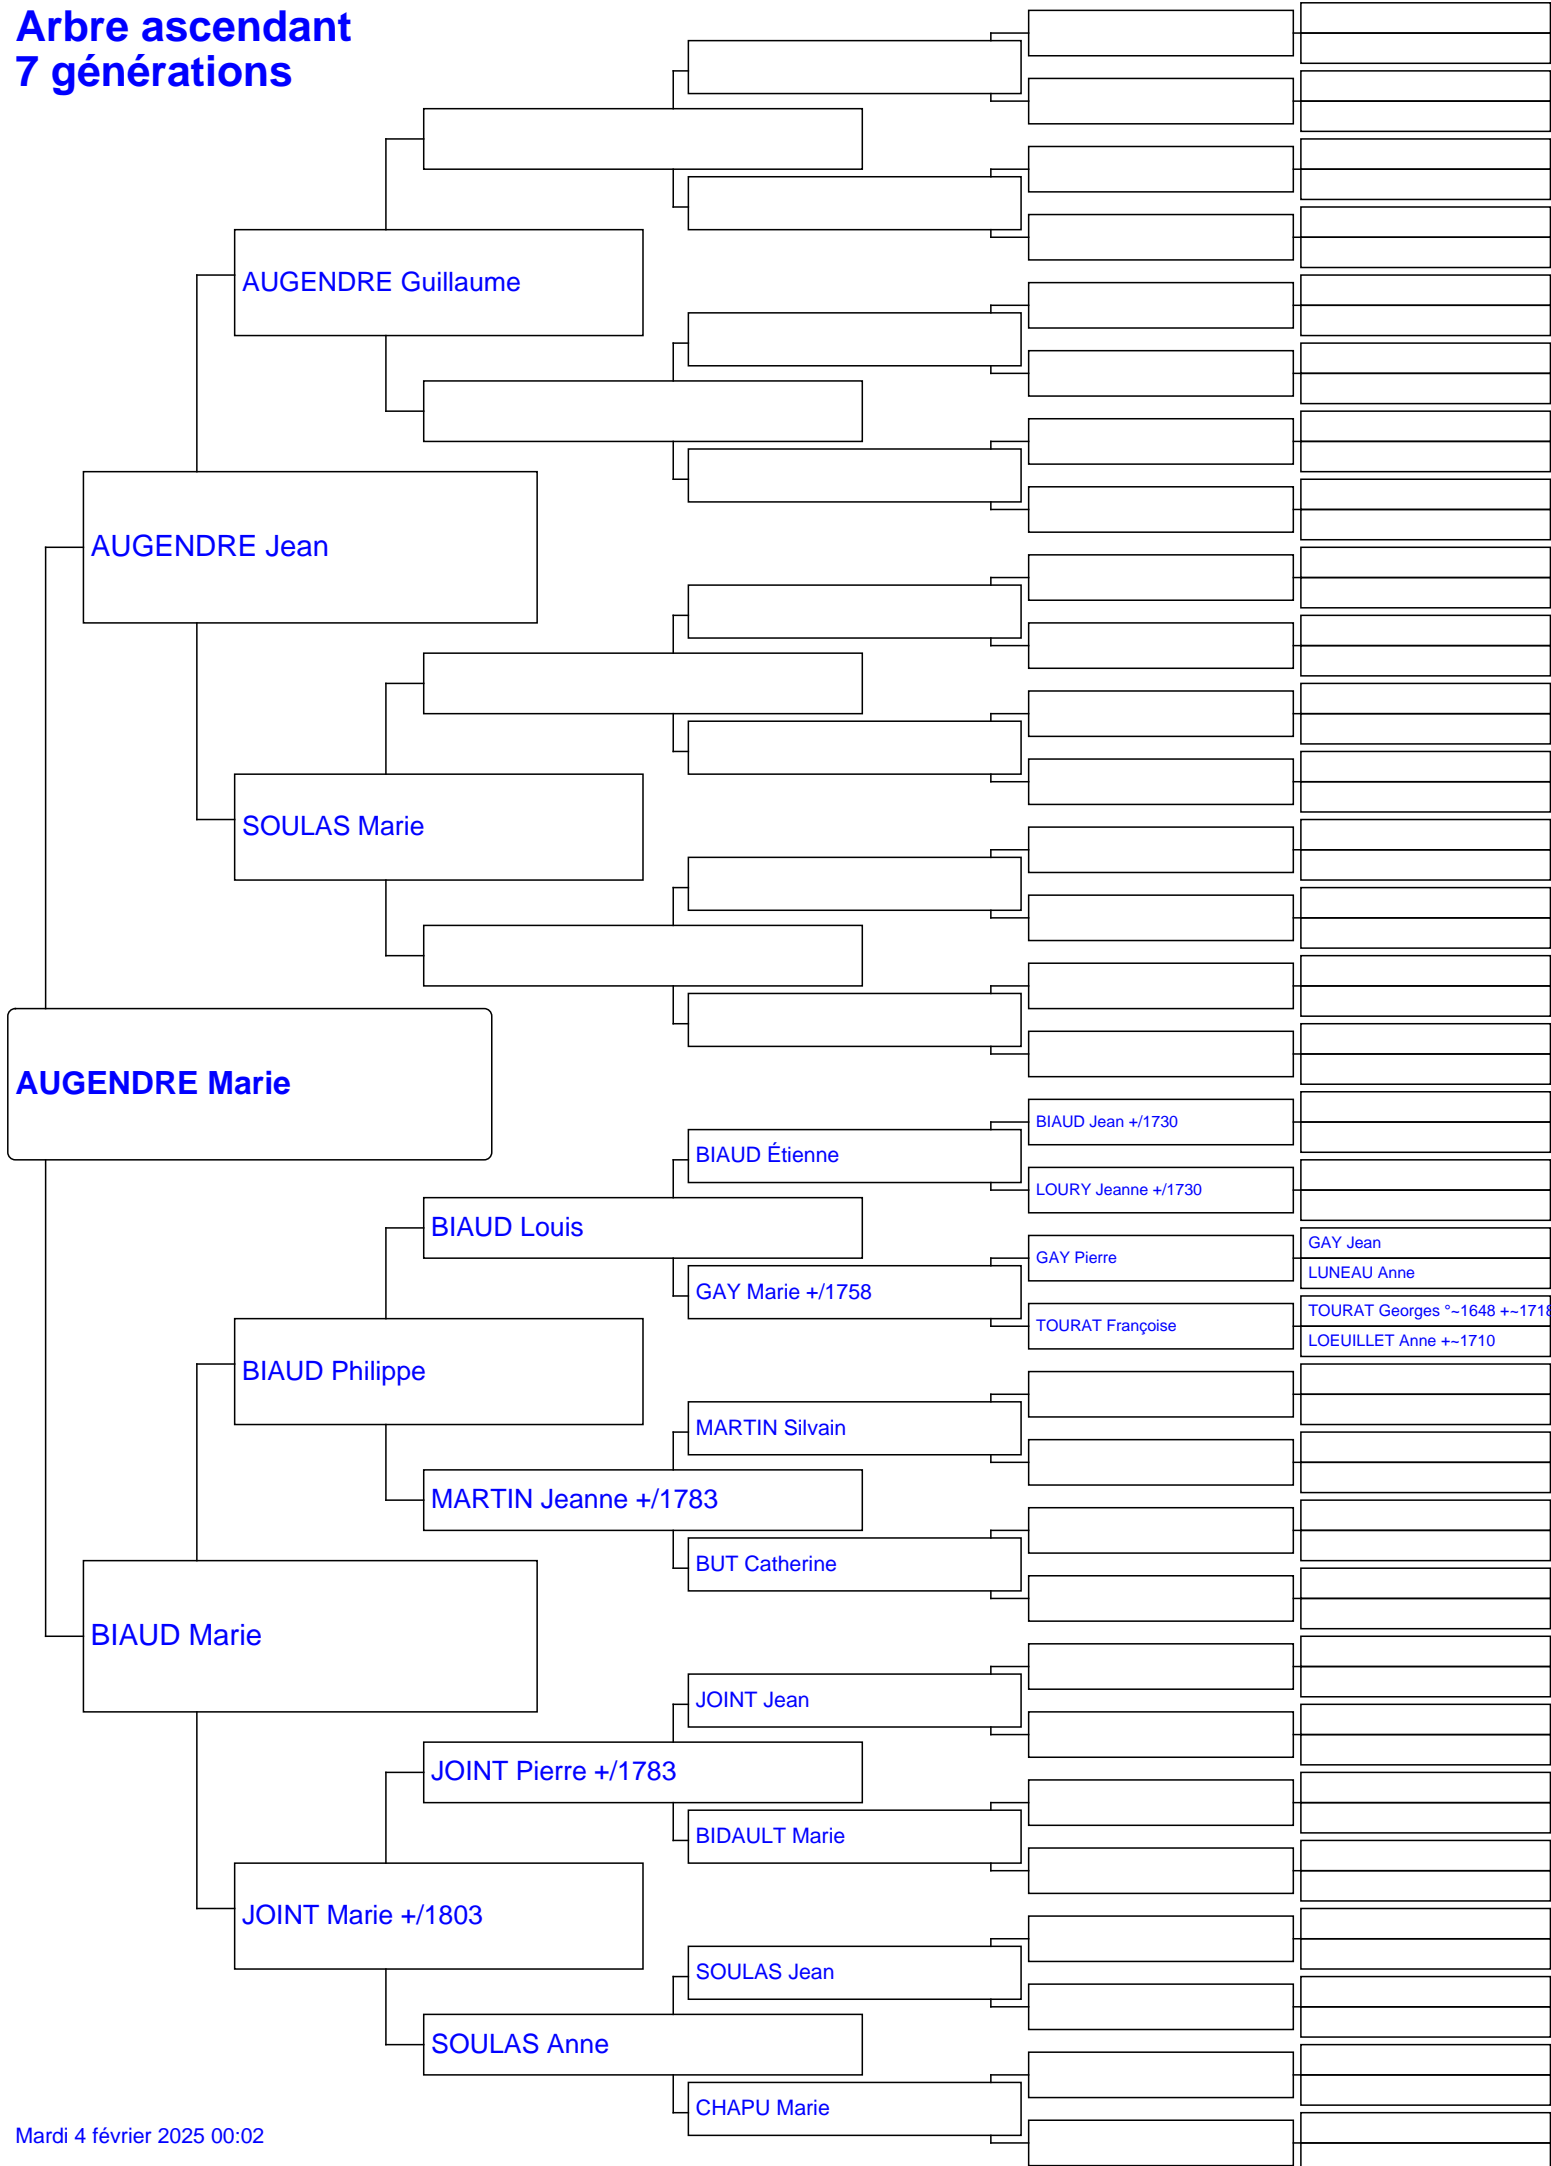 Arbre ascendant
7 générations
AUGENDRE Guillaume
AUGENDRE Jean
SOULAS Marie
AUGENDRE Marie
BIAUD Jean +/1730
BIAUD Étienne
LOURY Jeanne +/1730
BIAUD Louis
GAY Jean
GAY Pierre
LUNEAU Anne
GAY Marie +/1758
TOURAT Georges °~1648 +~1718
TOURAT Françoise
LOEUILLET Anne +~1710
BIAUD Philippe
MARTIN Silvain
MARTIN Jeanne +/1783
BUT Catherine
BIAUD Marie
JOINT Jean
JOINT Pierre +/1783
BIDAULT Marie
JOINT Marie +/1803
SOULAS Jean
SOULAS Anne
CHAPU Marie
Mardi 4 février 2025 00:02